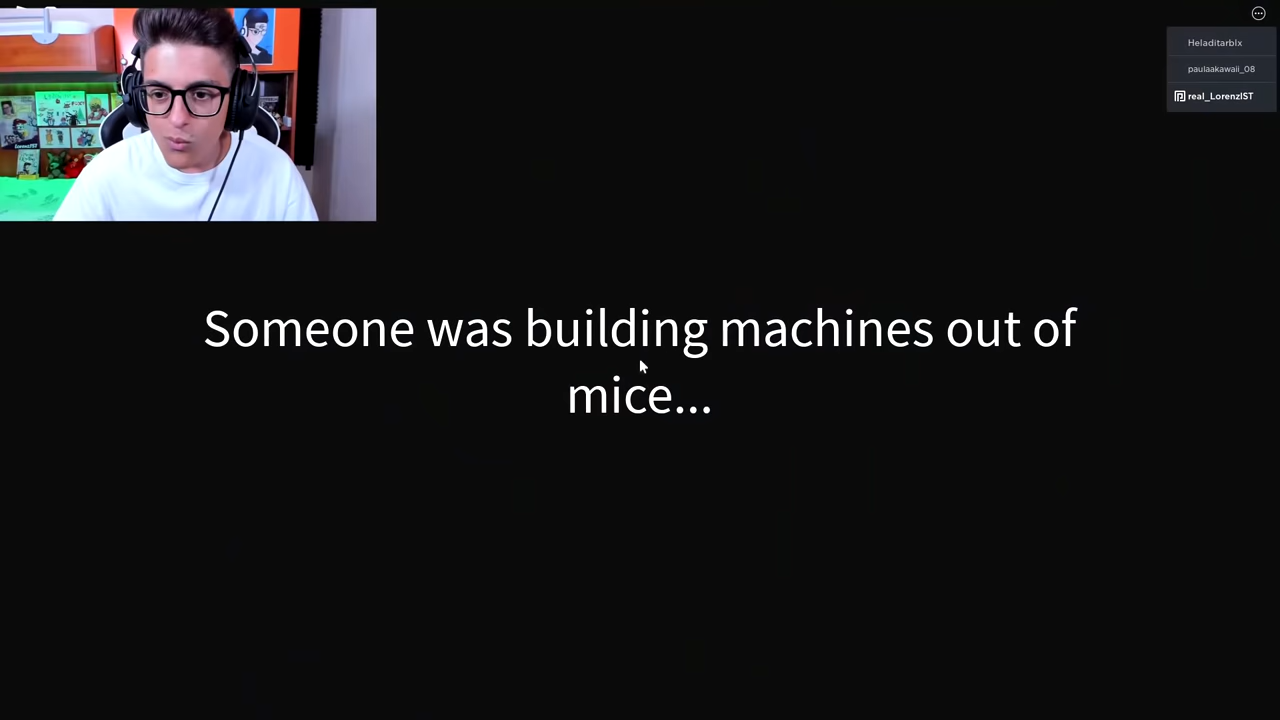 Heladitarblx
paulaakawaii_08
real_LorenzIST
Someone was building machines out of
mice...